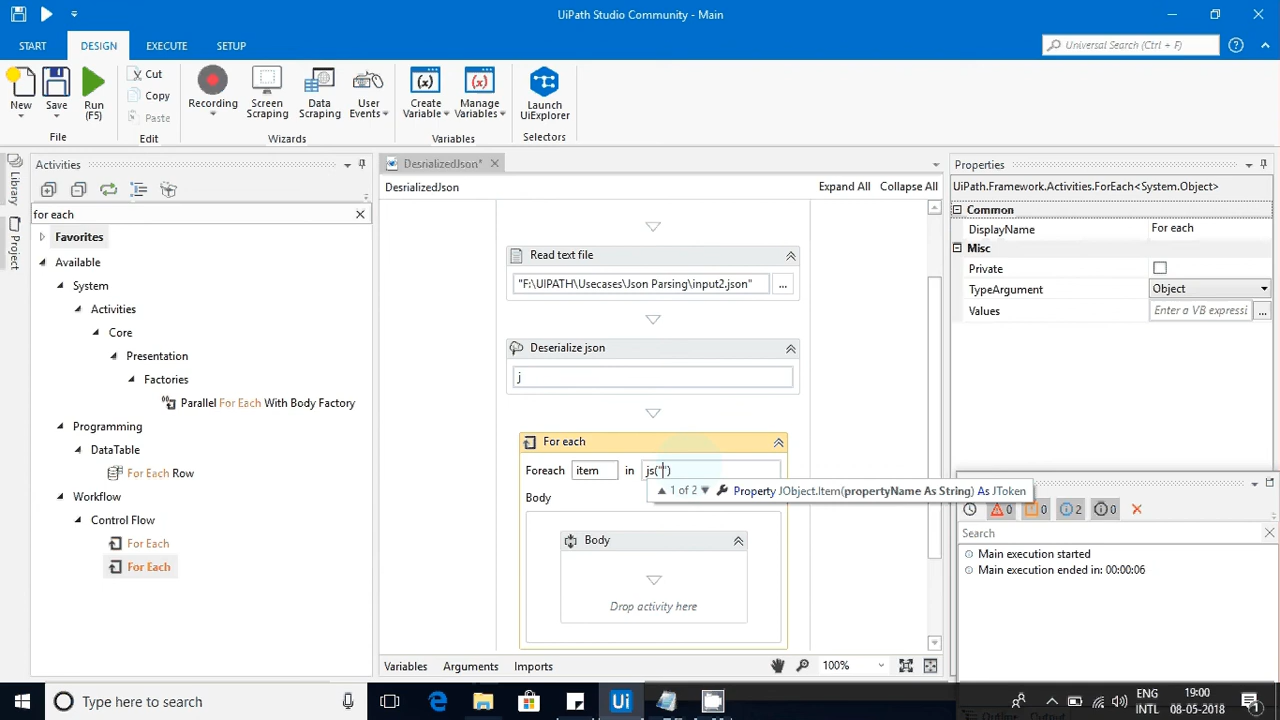 UiPath Studio Community - Main
START
DESIGN
EXECUTE
SETUP
Universal Search (Ctrl + F)
New
Save
Run
(F5)
Cut
Copy
Paste
Recording
Screen
Scraping
Data
Scraping
User
Events
Create
Variable
Manage
Variables
Launch
UiExplorer
File
Edit
Wizards
Variables
Selectors
Library
Project
Activities
for each
Favorites
Available
System
Activities
Core
Presentation
Factories
Parallel For Each With Body Factory
Programming
DataTable
For Each Row
Workflow
Control Flow
For Each
For Each
DesrializedJson*
DesrializedJson
Expand All
Collapse All
Read text file
"F:\UIPATH\Usecases\Json Parsing\input2.json"
...
Deserialize json
j
For each
Foreach
item
in
js("")
1 of 2
Property JObject.Item(propertyName As String) As JToken
Body
Body
Drop activity here
Variables
Arguments
Imports
100%
Properties
UiPath.Framework.Activities.ForEach<System.Object>
Common
DisplayName
For each
Misc
Private
TypeArgument
Object
Values
Enter a VB expressi
...
0
0
2
0
Search
Main execution started
Main execution ended in: 00:00:06
Type here to search
Ui
ENG
INTL
19:00
08-05-2018
1